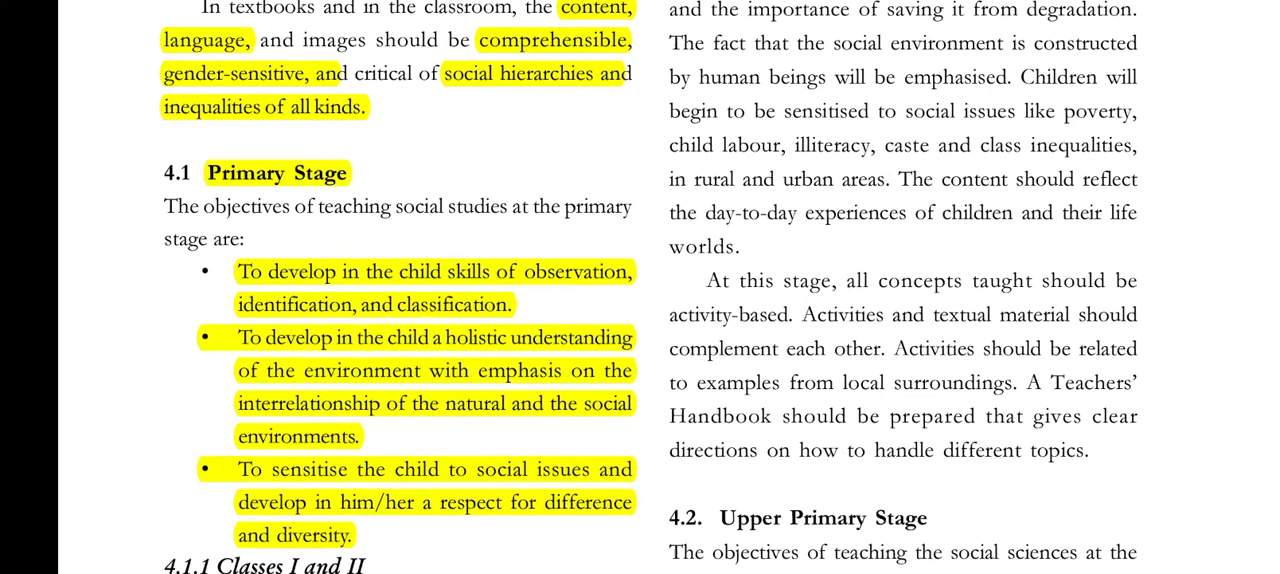 In textbooks and in the classroom, the content,
language, and images should be comprehensible,
gender-sensitive, and critical of social hierarchies and
inequalities of all kinds.
4.1 Primary Stage
The objectives of teaching social studies at the primary
stage are:
• To develop in the child skills of observation,
identification, and classification.
• To develop in the child a holistic understanding
of the environment with emphasis on the
interrelationship of the natural and the social
environments.
• To sensitise the child to social issues and
develop in him/her a respect for difference
and diversity.
4.1.1 Classes I and II
and the importance of saving it from degradation.
The fact that the social environment is constructed
by human beings will be emphasised. Children will
begin to be sensitised to social issues like poverty,
child labour, illiteracy, caste and class inequalities,
in rural and urban areas. The content should reflect
the day-to-day experiences of children and their life
worlds.
At this stage, all concepts taught should be
activity-based. Activities and textual material should
complement each other. Activities should be related
to examples from local surroundings. A Teachers’
Handbook should be prepared that gives clear
directions on how to handle different topics.
4.2. Upper Primary Stage
The objectives of teaching the social sciences at the